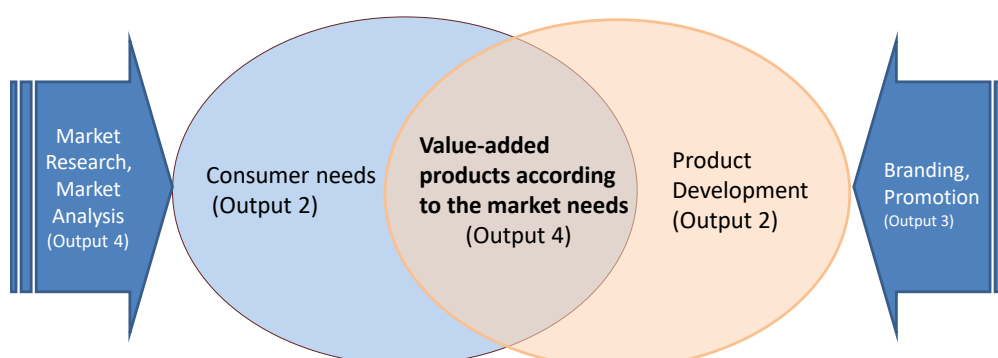 Market
Research,
Market
Analysis
(Output 4)
Consumer needs
(Output 2)
Value-added
products according
to the market needs
(Output 4)
Product
Development
(Output 2)
Branding,
Promotion
(Output 3)